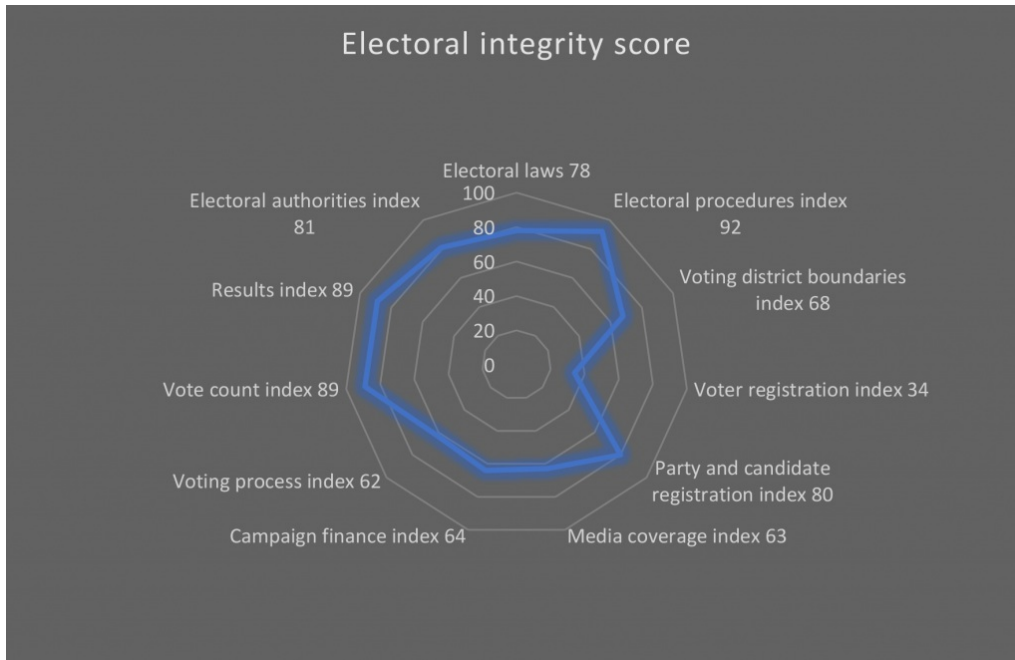 Electoral integrity score
Electoral laws 78
Electoral procedures index
92
Voting district boundaries
index 68
Voter registration index 34
Party and candidate
registration index 80
Media coverage index 63
Campaign finance index 64
Voting process index 62
Vote count index 89
Results index 89
Electoral authorities index
81
100
80
60
40
20
0